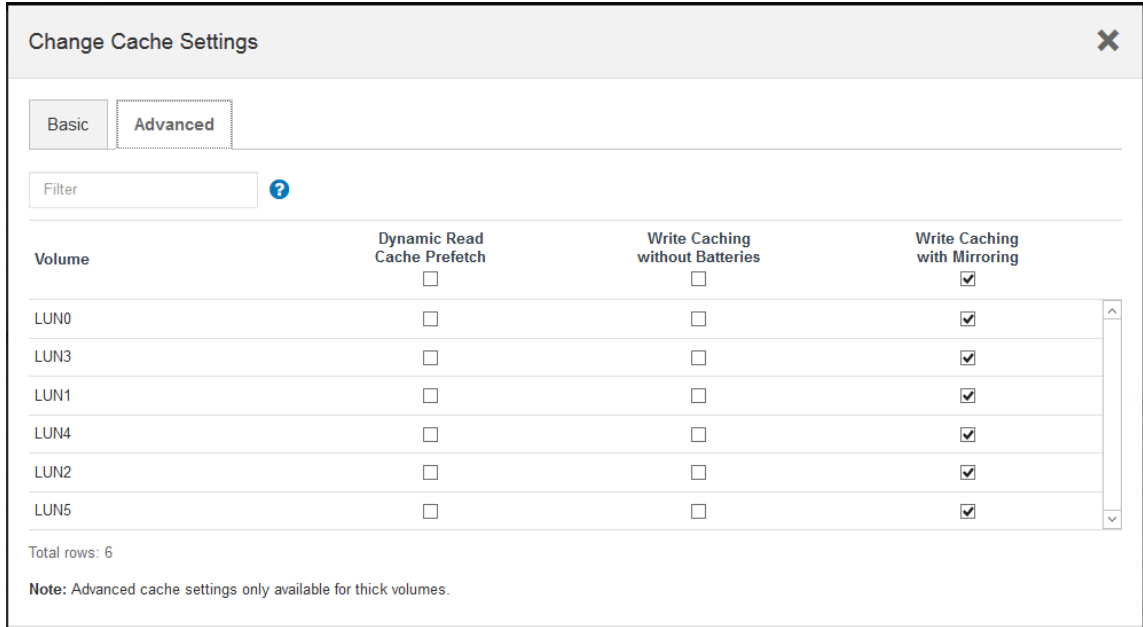 Change Cache Settings
Basic Advanced
Filter
Volume Dynamic Read Cache Prefetch Write Caching without Batteries Write Caching with Mirroring
LUN0
LUN3
LUN1
LUN4
LUN2
LUN5
Total rows: 6
Note: Advanced cache settings only available for thick volumes.